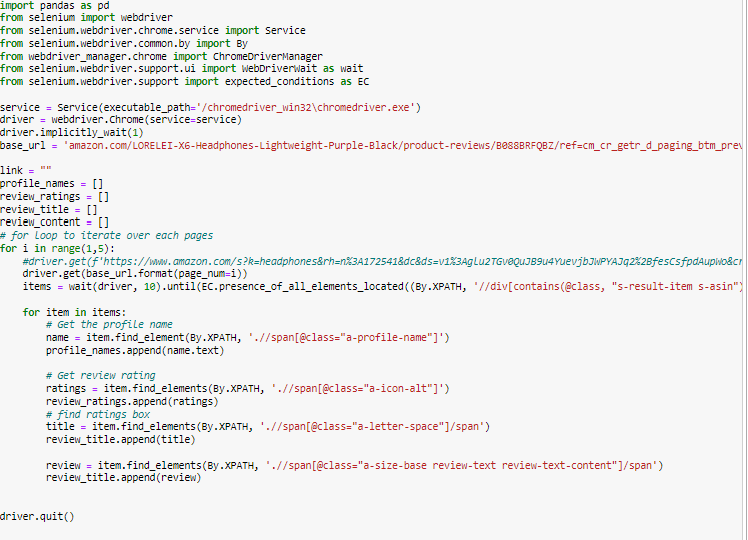 import pandas as pd
from selenium import webdriver
from selenium.webdriver.chrome.service import Service
from selenium.webdriver.common.by import By
from webdriver_manager.chrome import ChromeDriverManager
from selenium.webdriver.support.ui import WebDriverWait as wait
from selenium.webdriver.support import expected_conditions as EC
service = Service(executable_path='/chromedriver_win32\chromedriver.exe')
driver = webdriver.Chrome(service=service)
driver.implicitly_wait(1)
base_url = 'amazon.com/LORELEI-X6-Headphones-Lightweight-Purple-Black/product-reviews/B088BRFQBZ/ref=cm_cr_getr_d_paging_btm_prev
link = ""
profile_names = []
review_ratings = []
review_title = []
review_content = []
# for loop to iterate over each pages
for i in range(1,5):
    #driver.get(f'https://www.amazon.com/s?k=headphones&rh=n%3A172541&dc&ds=v1%3Aglu2TGv0QuJB9u4YuevjbJWPYAJq2%2BfesCsfpdAupWo&cr
    driver.get(base_url.format(page_num=i))
    items = wait(driver, 10).until(EC.presence_of_all_elements_located((By.XPATH, '//div[contains(@class, "s-result-item s-asin")
    for item in items:
        # Get the profile name
        name = item.find_element(By.XPATH, './/span[@class="a-profile-name"]')
        profile_names.append(name.text)
        # Get review rating
        ratings = item.find_elements(By.XPATH, './/span[@class="a-icon-alt"]')
        review_ratings.append(ratings)
        # find ratings box
        title = item.find_elements(By.XPATH, './/span[@class="a-letter-space"]/span')
        review_title.append(title)
        review = item.find_elements(By.XPATH, './/span[@class="a-size-base review-text review-text-content"]/span')
        review_title.append(review)
driver.quit()